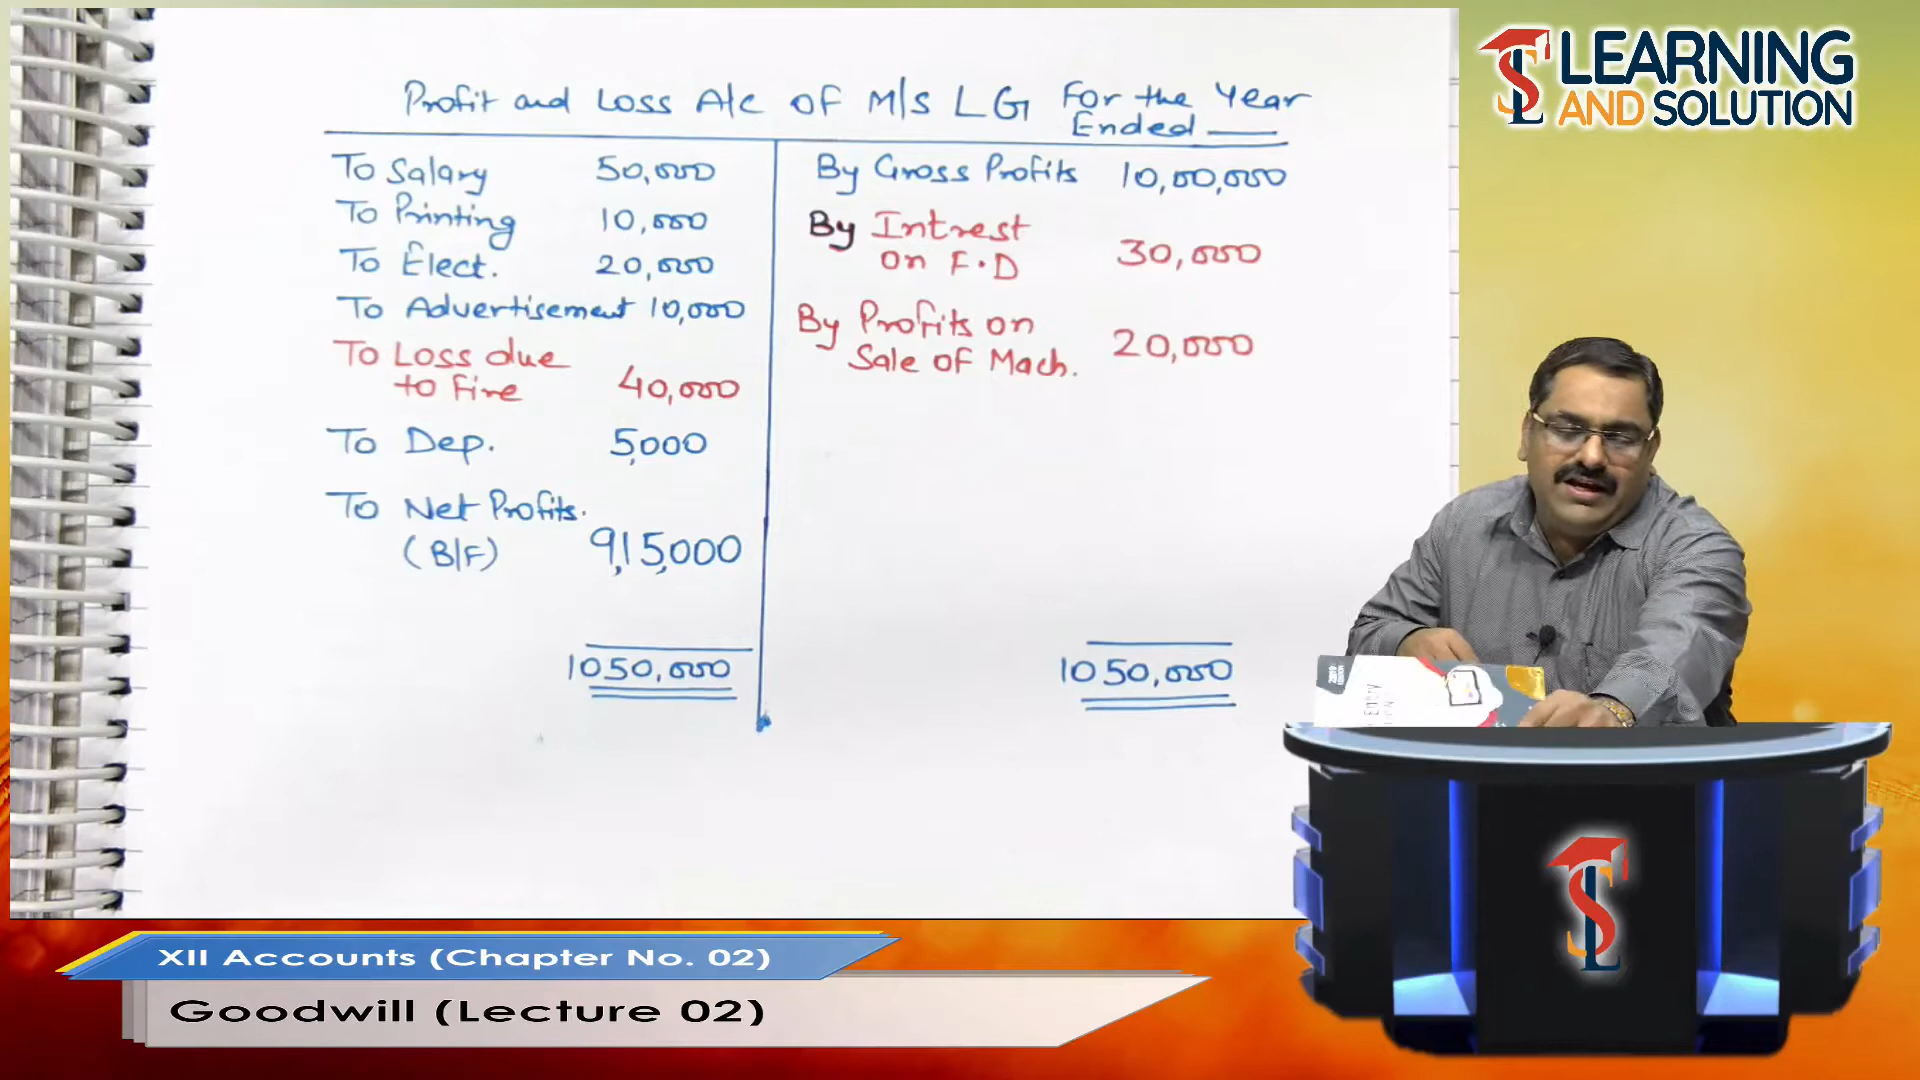 Profit and Loss A/c OF M/s LG For the Year
Ended
To Salary 50,000
To Printing 10,000
To Elect. 20,000
To Advertisement 10,000
To Loss due
to Fire 40,000
To Dep. 5,000
To Net Profits.
(B/F) 9,15,000
1050,000
By Gross Profits 10,00,000
By Intrest
on F.D 30,000
By Profits on
Sale of Mach. 20,000
1050,000
LEARNING
AND SOLUTION
XII Accounts (Chapter No. 02)
Goodwill (Lecture 02)